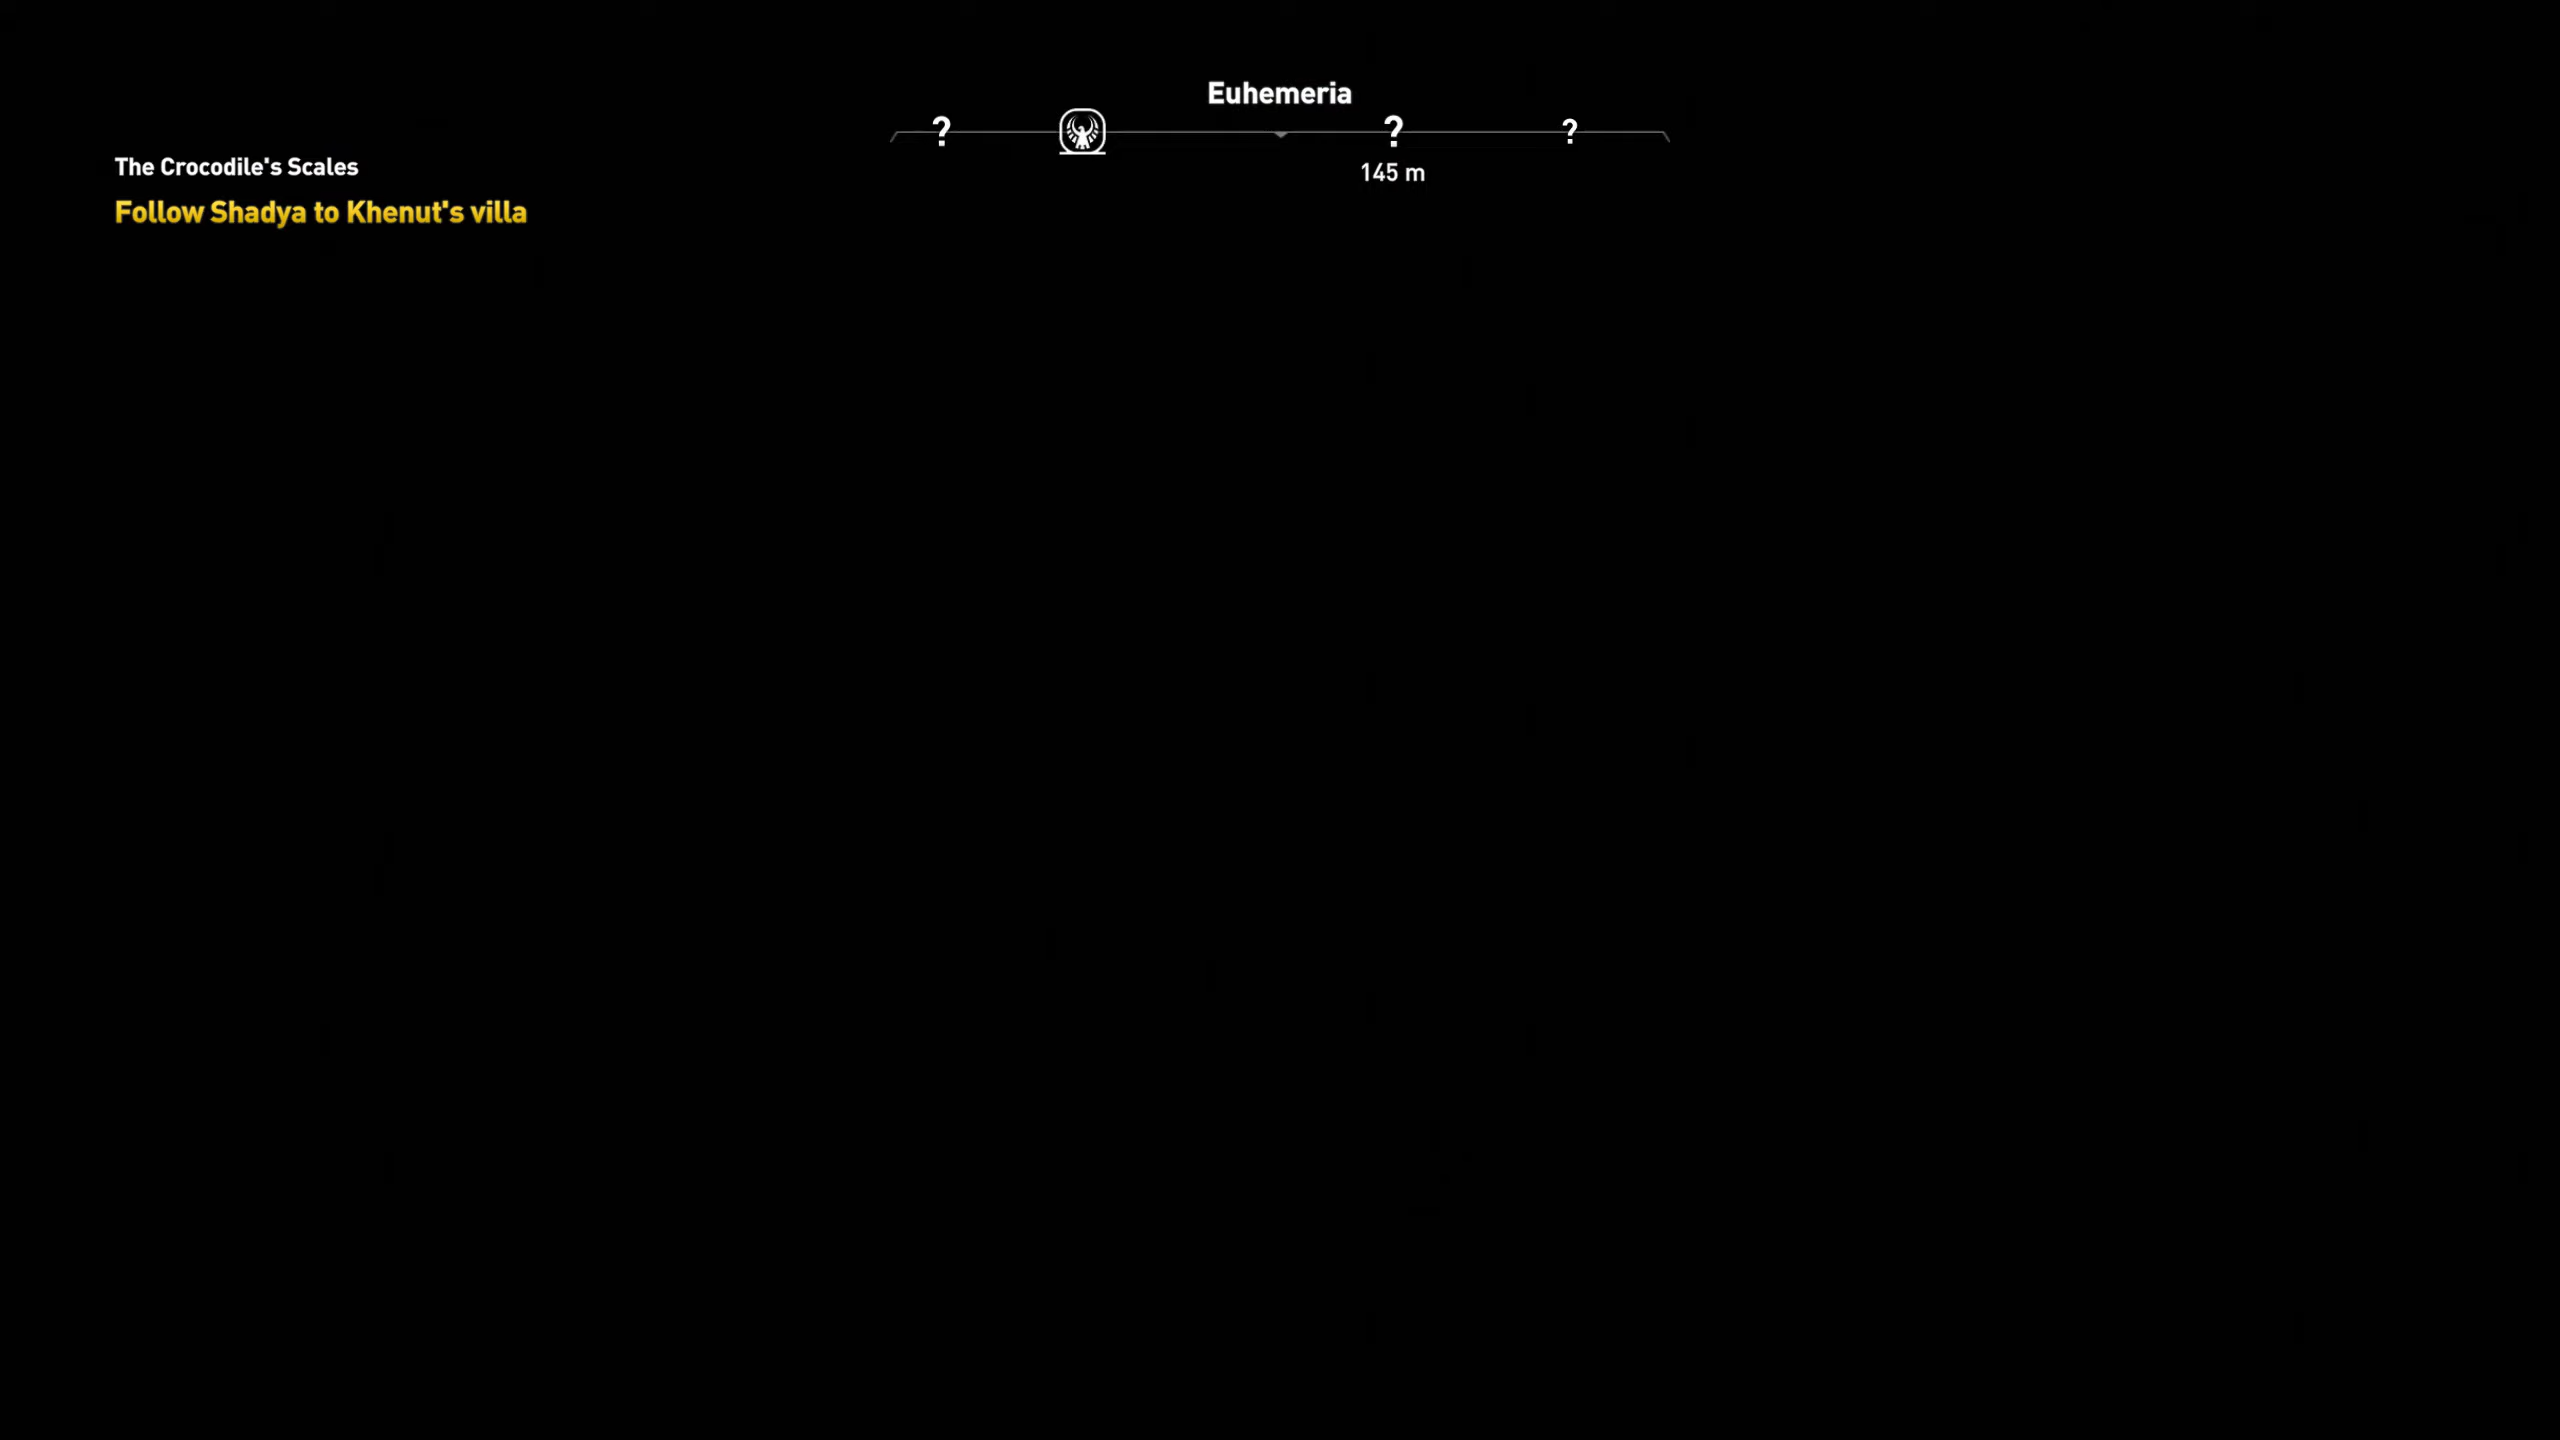 Euhemeria
? ? ?
145 m
The Crocodile's Scales
Follow Shadya to Khenut's villa